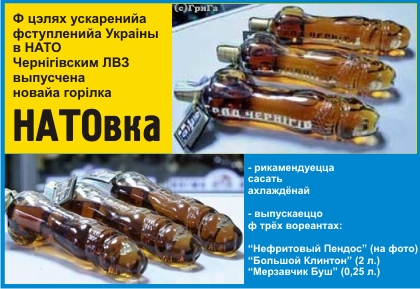 Ф цэлях ускаренийа
фступленийа Украiны
в НАТО
Чернігівским ЛВЗ
выпусчена
новайа горілка
НАТОвка
(c)ГриГа
ЛВЗ ЧЕРНІГІВ
- рикамендуецца
сасать
ахлаждёнай
- выпускаеццо
ф трёх вореантах:
“Нефритовый Пендос” (на фото)
“Большой Клинтон” (2 л.)
“Мерзавчик Буш” (0,25 л.)